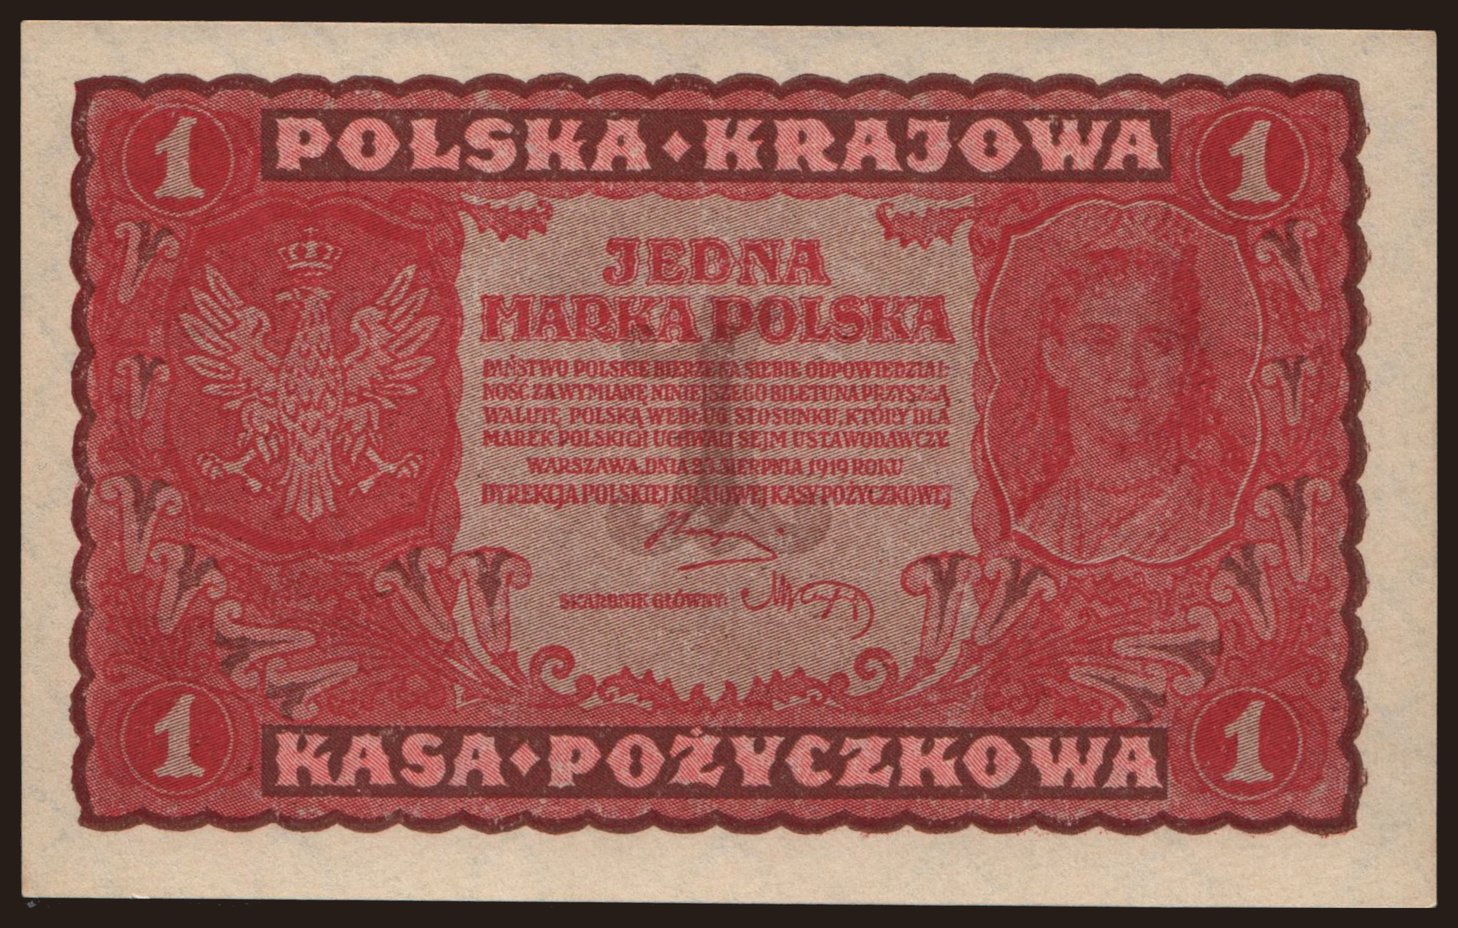 1 POLSKA KRAJOWA 1
JEDNA
MARKA POLSKA
PAŃSTWO POLSKIE BIERZE NA SIEBIE ODPOWIEDZIAL-
NOŚĆ ZA WYMIANĘ NINIEJSZEGO BILETU NA PRZYSZŁĄ
WALUTĘ POLSKĄ WEDŁUG STOSUNKU, KTÓRY DLA
MAREK POLSKICH UCHWALI SEJM USTAWODAWCZY.
WARSZAWA, DNIA 23 SIERPNIA 1919 ROKU
DYREKCJA POLSKIEJ KRAJOWEJ KASY POŻYCZKOWEJ
SKARBNIK GŁÓWNY:
1 KASA POŻYCZKOWA 1